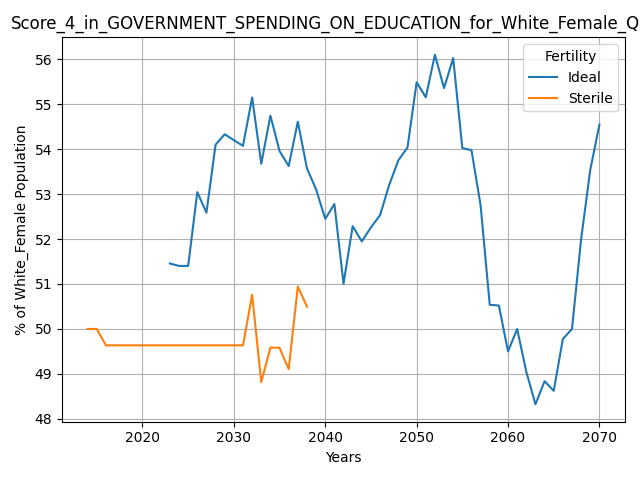 Score_4_in_GOVERNMENT_SPENDING_ON_EDUCATION_for_White_Female_Q
Fertility
Ideal
Sterile
% of White_Female Population
56
55
54
53
52
51
50
49
48
2020 2030 2040 2050 2060 2070
Years